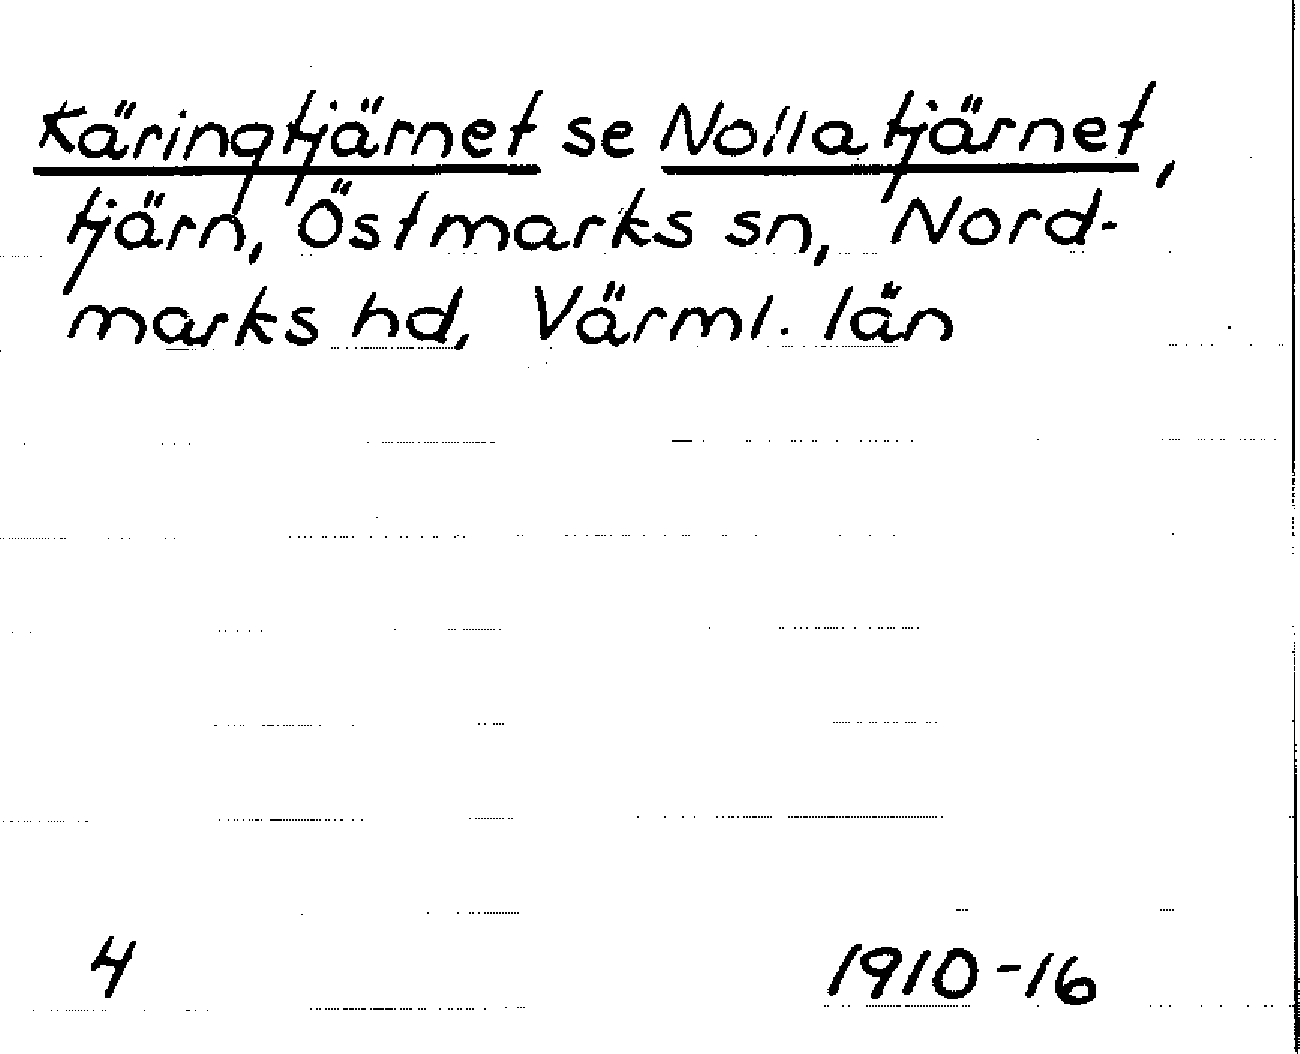 Käringtjärnet se Nollatjärnet,
tjärn, Östmarks sn, Nord-
marks hd, Värml. län
4 1910-16